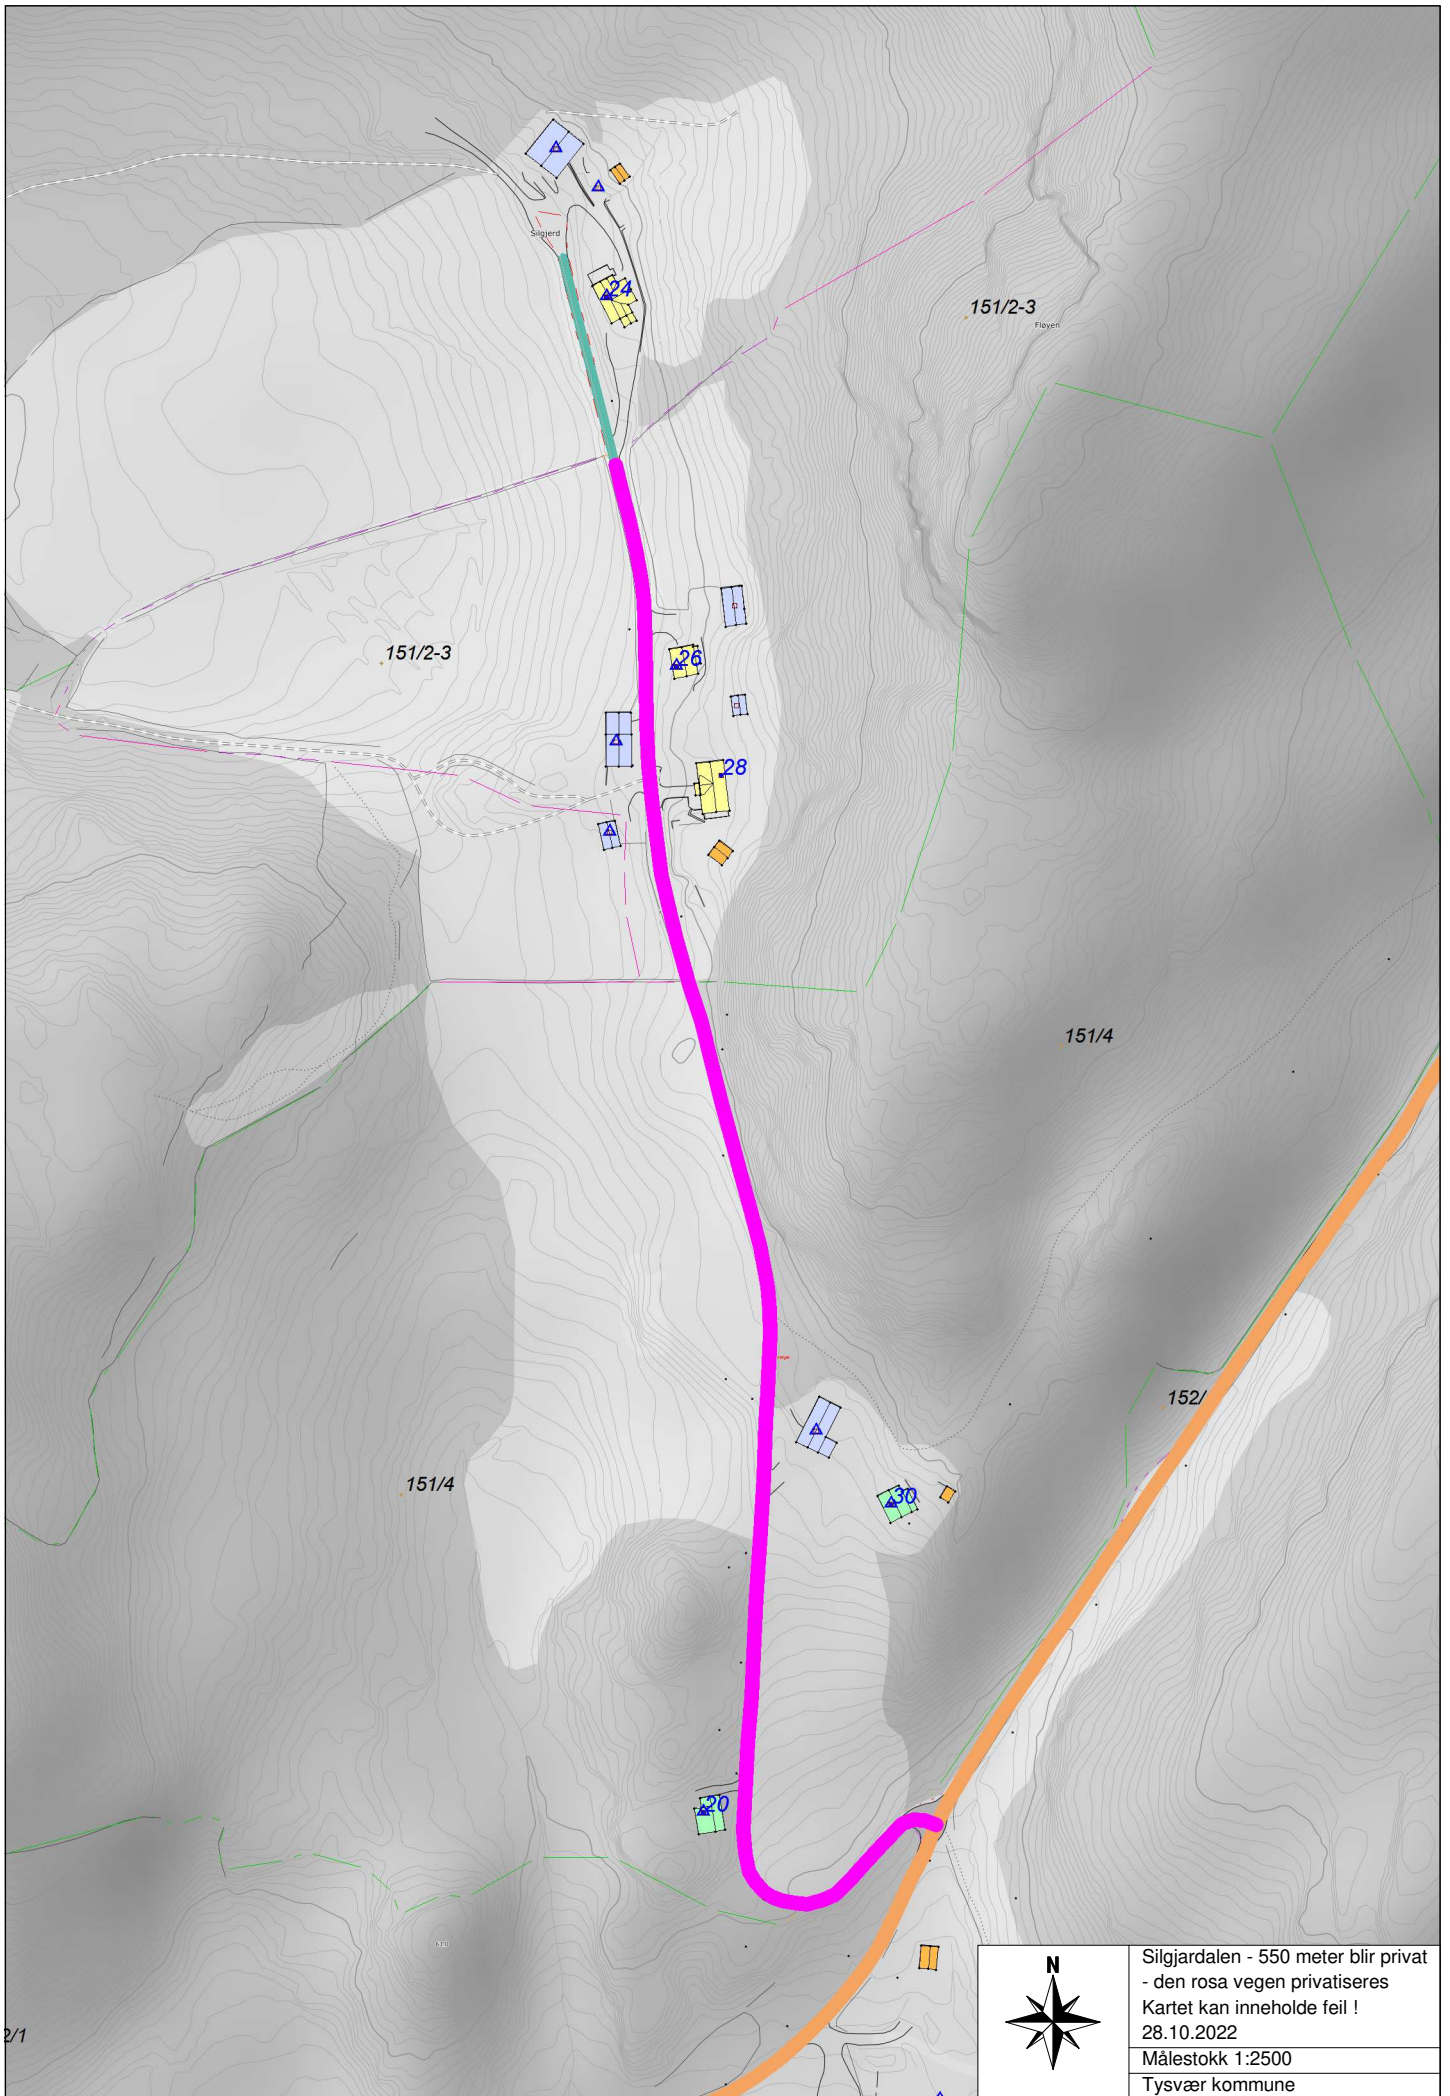 Silgjerd
24
151/2-3
Fløyen
151/2-3
26
28
151/4
152/
151/4
30
20
63.0
2/1
N
Silgjardalen - 550 meter blir privat
- den rosa vegen privatiseres
Kartet kan inneholde feil !
28.10.2022
Målestokk 1:2500
Tysvær kommune